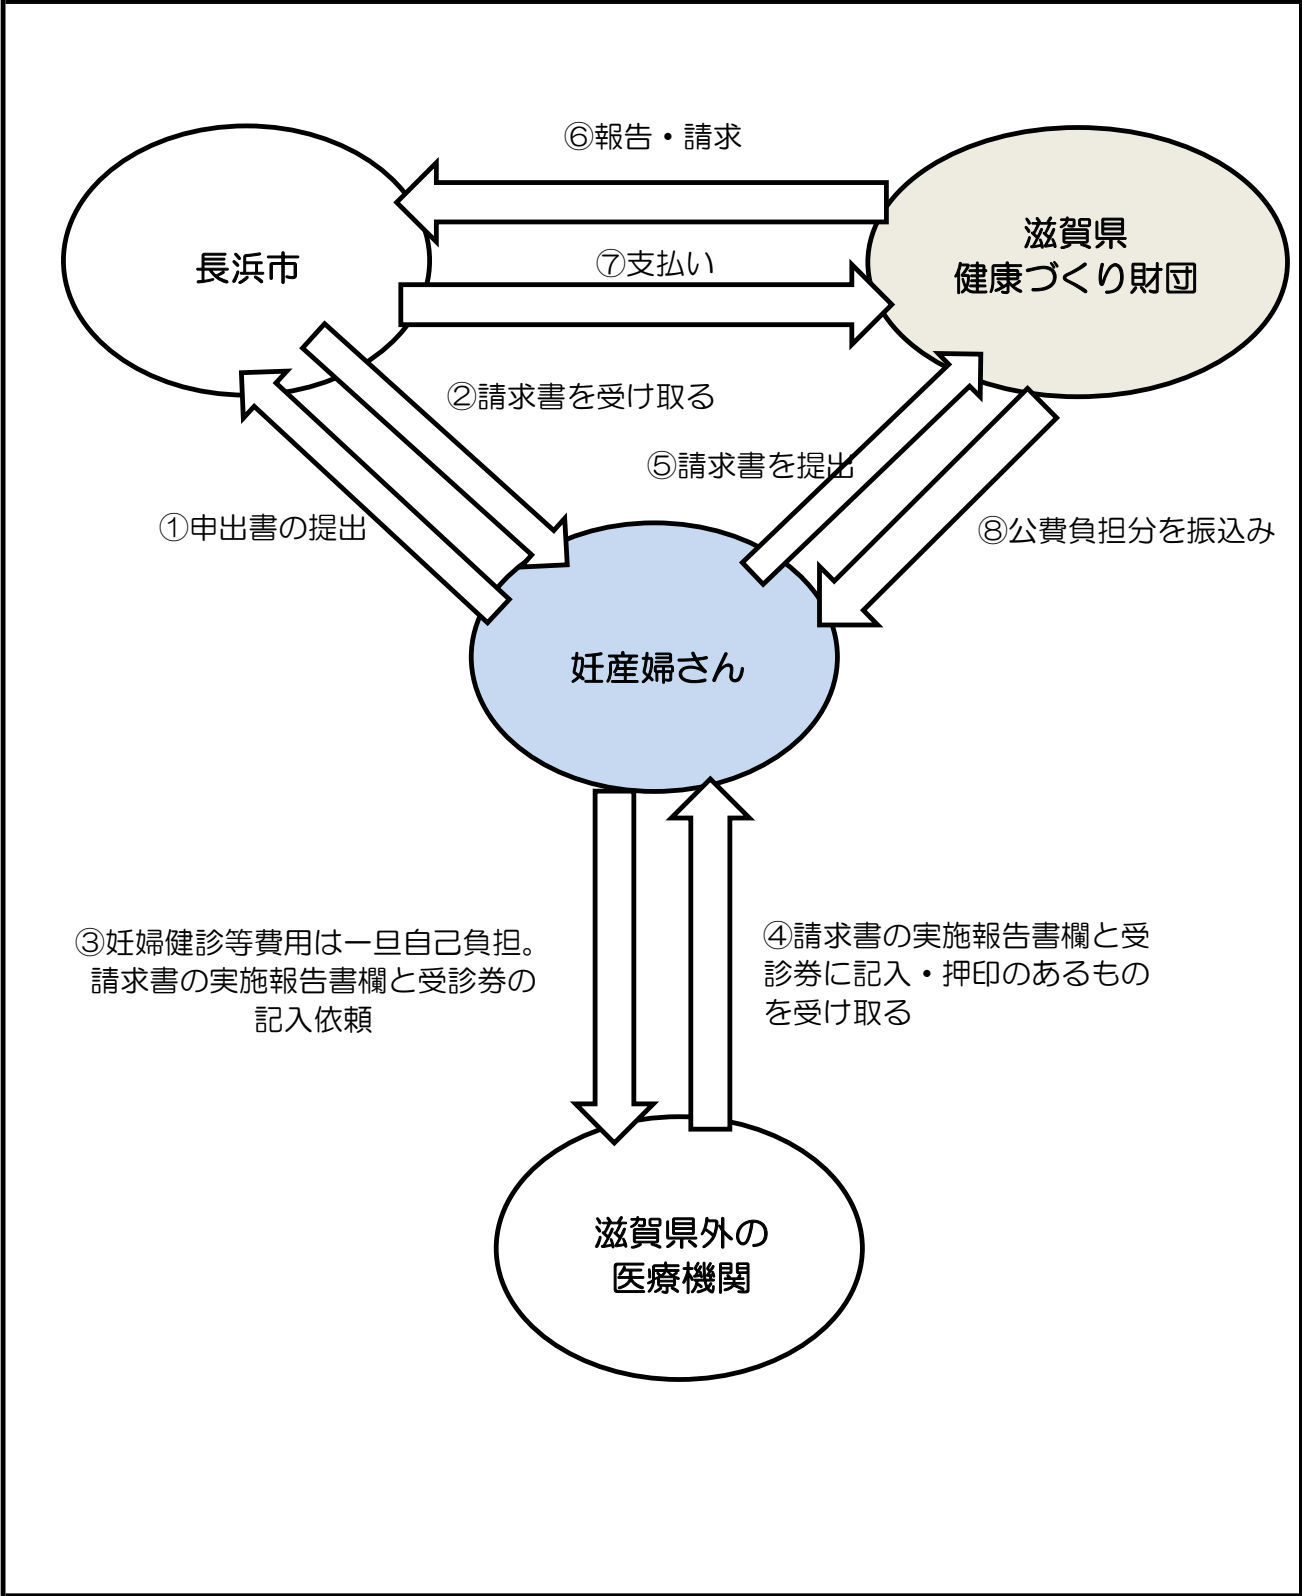 ⑥報告・請求
長浜市
滋賀県
健康づくり財団
⑦支払い
②請求書を受け取る
⑤請求書を提出
①申出書の提出
⑧公費負担分を振込み
妊産婦さん
③妊婦健診等費用は一旦自己負担。
請求書の実施報告書欄と受診券の
記入依頼
④請求書の実施報告書欄と受
診券に記入・押印のあるもの
を受け取る
滋賀県外の
医療機関